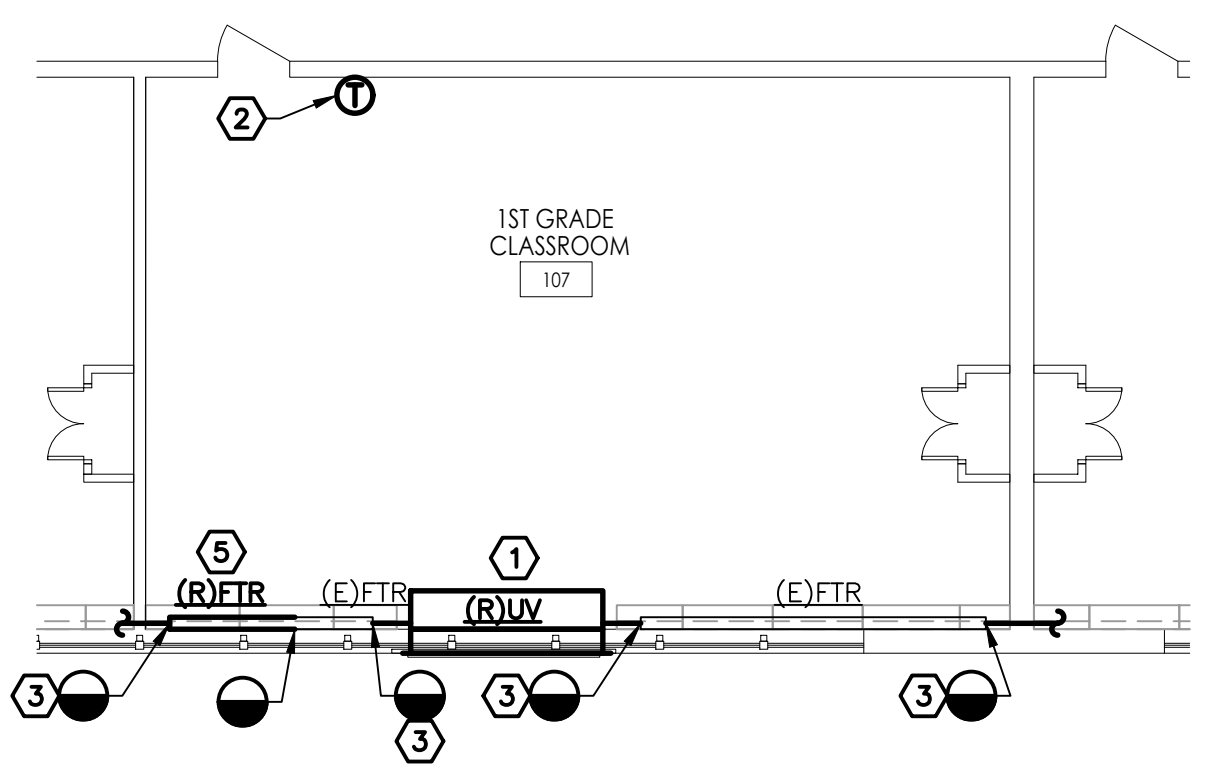 2
T
1ST GRADE
CLASSROOM
107
5
1
(R)FTR
(E)FTR
(R)UV
(E)FTR
3
3
3
3